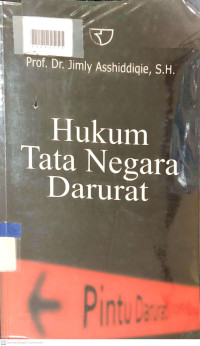 Prof. Dr. Jimly Asshiddiqie, S.H.
Hukum
Tata Negara
Darurat
Pintu Darurat